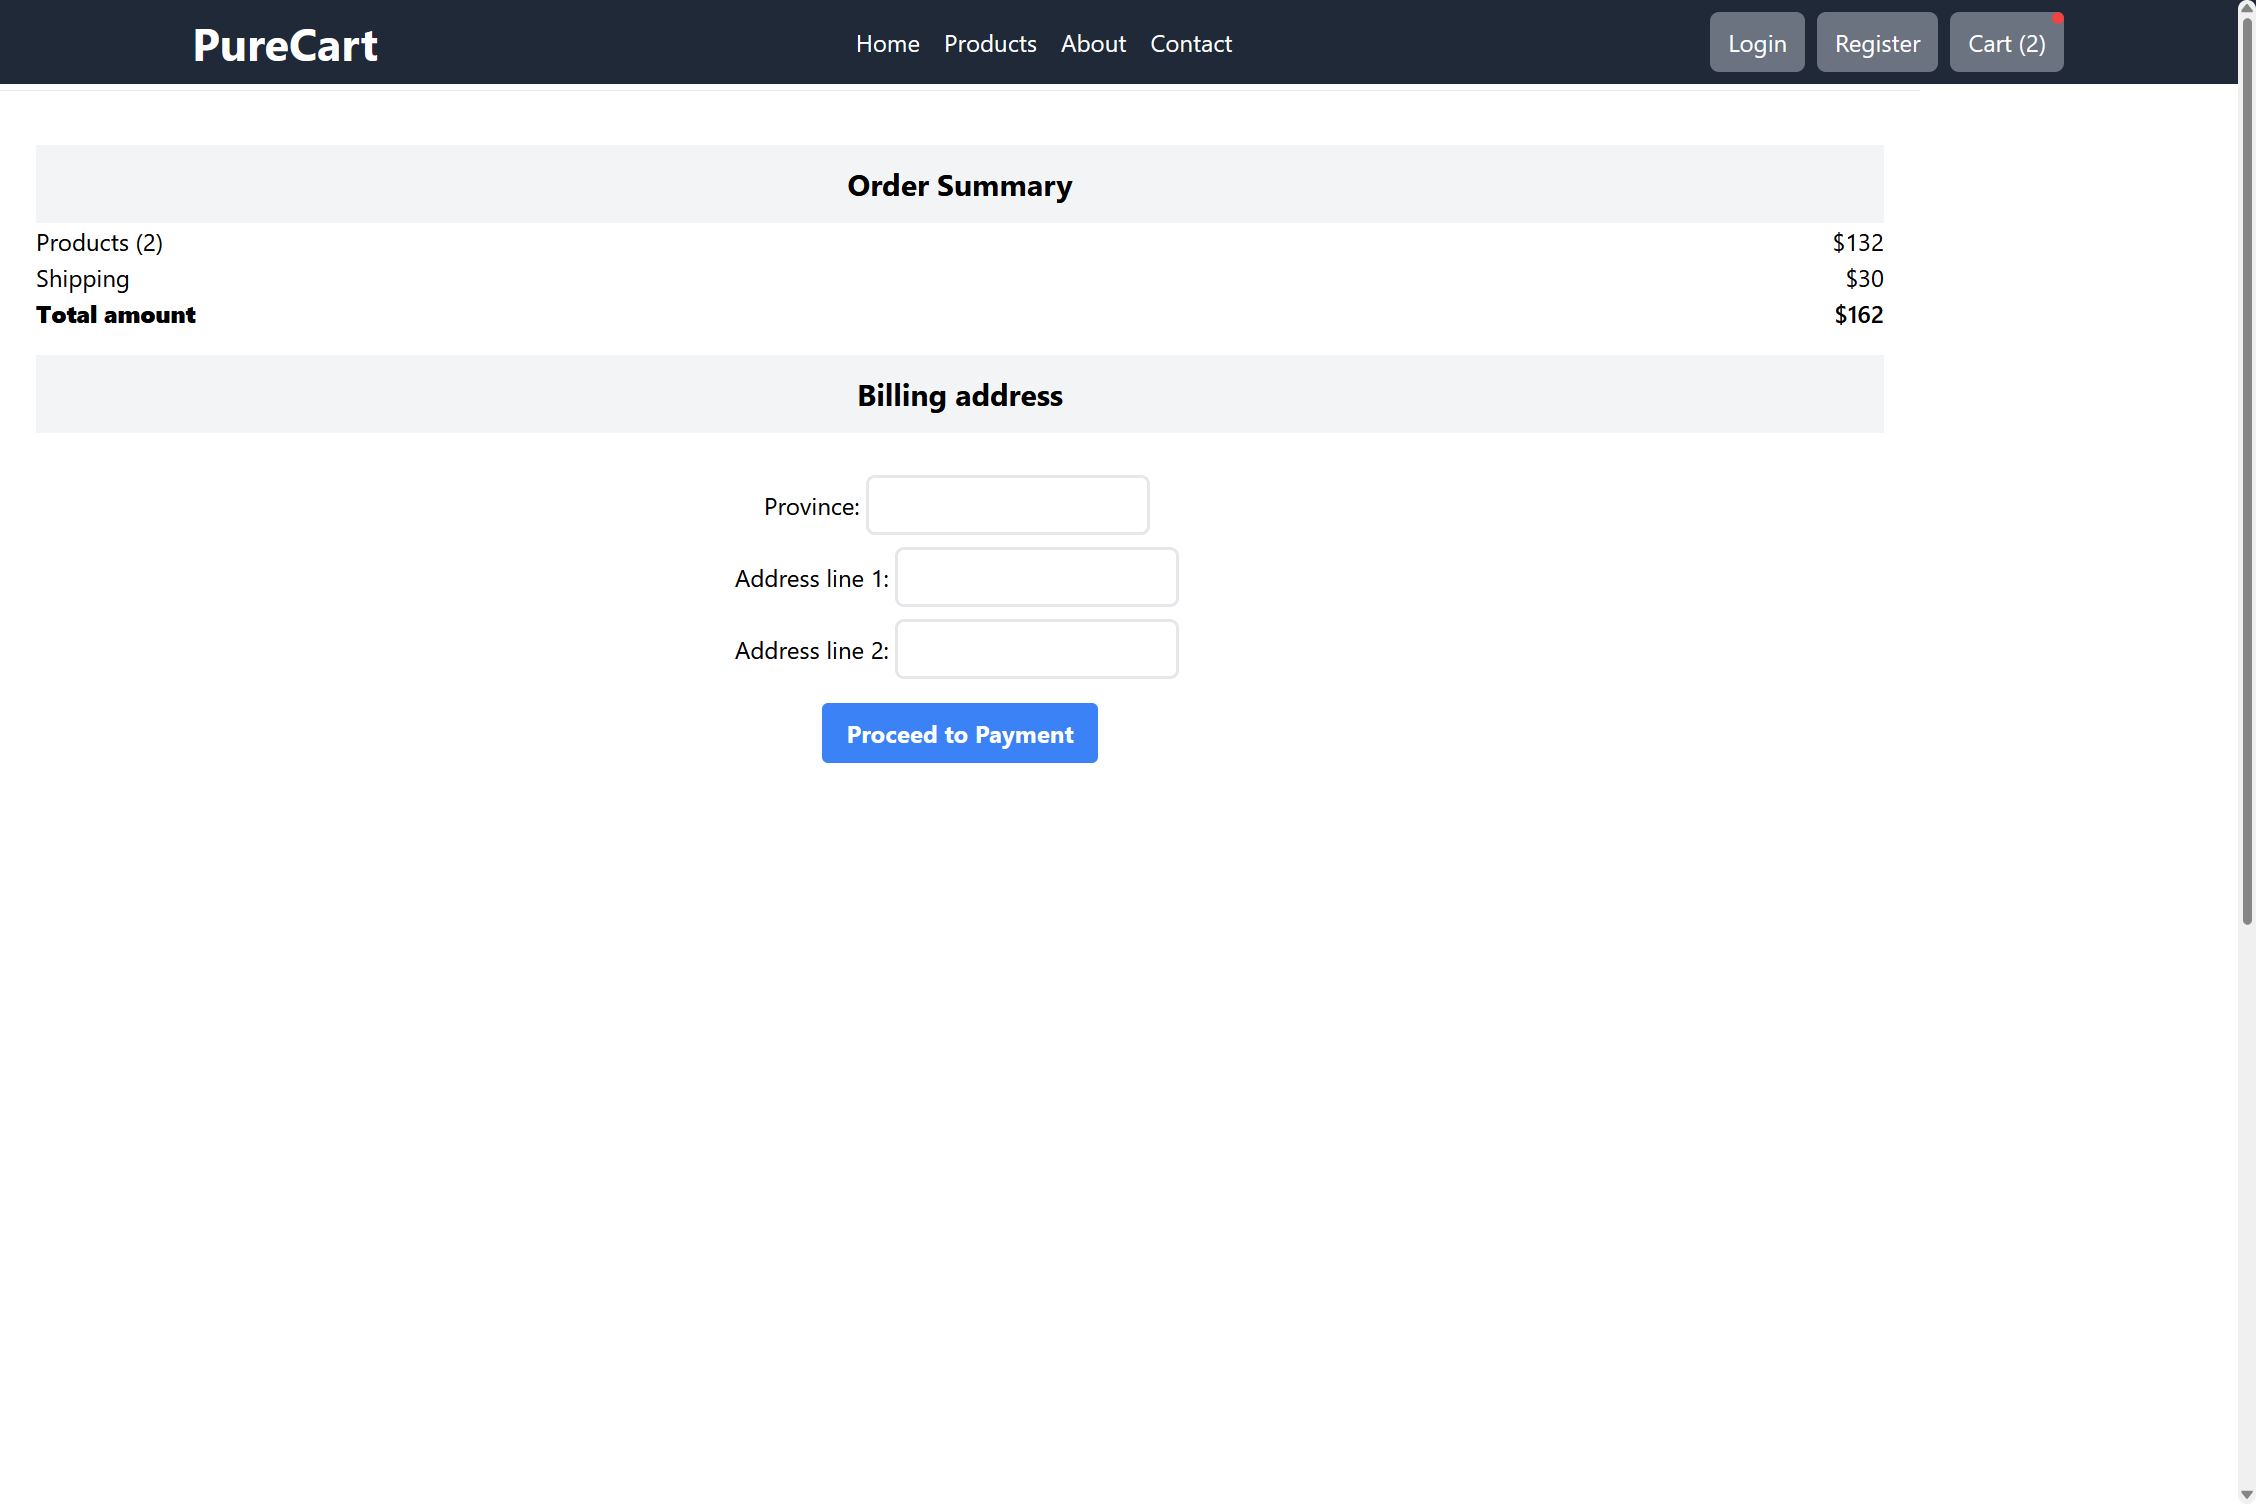 PureCart
Home Products About Contact
Login Register Cart (2)
Order Summary
Products (2) $132
Shipping $30
Total amount $162
Billing address
Province:
Address line 1:
Address line 2:
Proceed to Payment